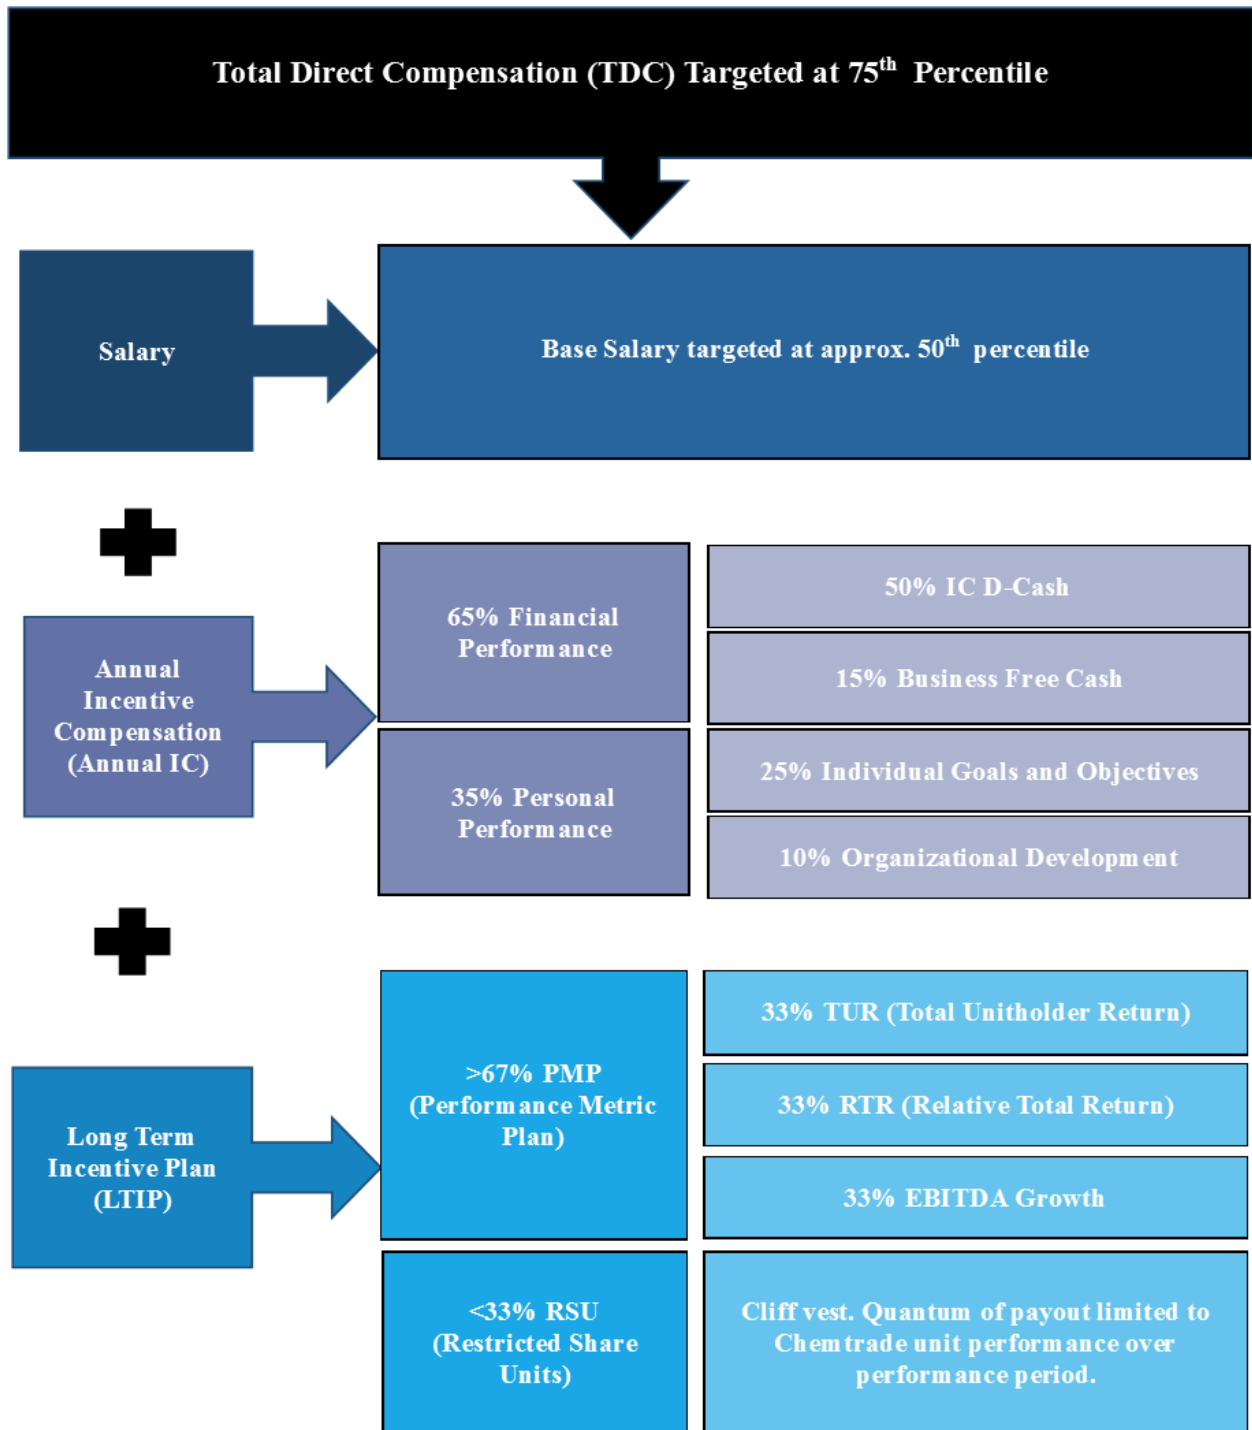 Total Direct Compensation (TDC) Targeted at 75th Percentile
Salary
Base Salary targeted at approx. 50th percentile
Annual
Incentive
Compensation
(Annual IC)
65% Financial
Performance
50% IC D-Cash
15% Business Free Cash
35% Personal
Performance
25% Individual Goals and Objectives
10% Organizational Development
Long Term
Incentive Plan
(LTIP)
>67% PMP
(Performance Metric
Plan)
33% TUR (Total Unitholder Return)
33% RTR (Relative Total Return)
33% EBITDA Growth
<33% RSU
(Restricted Share
Units)
Cliff vest. Quantum of payout limited to
Chemtrade unit performance over
performance period.